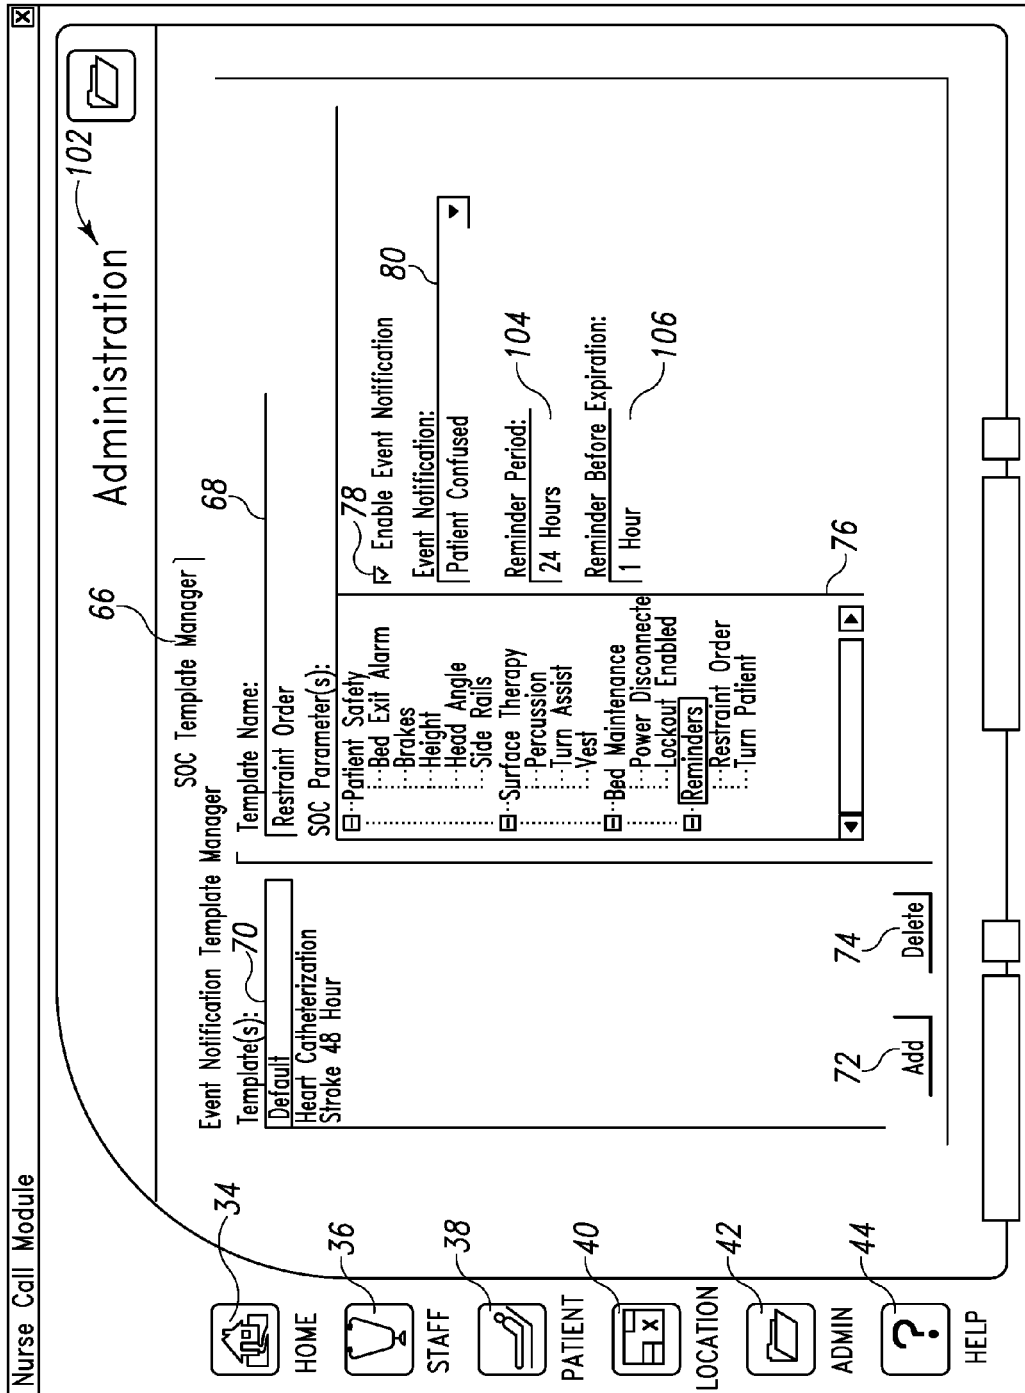 Nurse Call Module
X
Administration
102
66
SOC Template Manager
Event Notification Template Manager
Template(s):
70
Default
Heart Catheterization
Stroke 48 Hour
72
Add
74
Delete
Template Name:
68
Restraint Order
SOC Parameter(s):
Patient Safety
Bed Exit Alarm
Brakes
Height
Head Angle
Side Rails
Surface Therapy
Percussion
Turn Assist
Vest
Bed Maintenance
Power Disconnecte
Lockout Enabled
Reminders
Restraint Order
Turn Patient
76
78
Enable Event Notification
Event Notification:
80
Patient Confused
Reminder Period:
104
24 Hours
Reminder Before Expiration:
106
1 Hour
34
HOME
36
STAFF
38
PATIENT
40
X
LOCATION
42
ADMIN
44
?
HELP